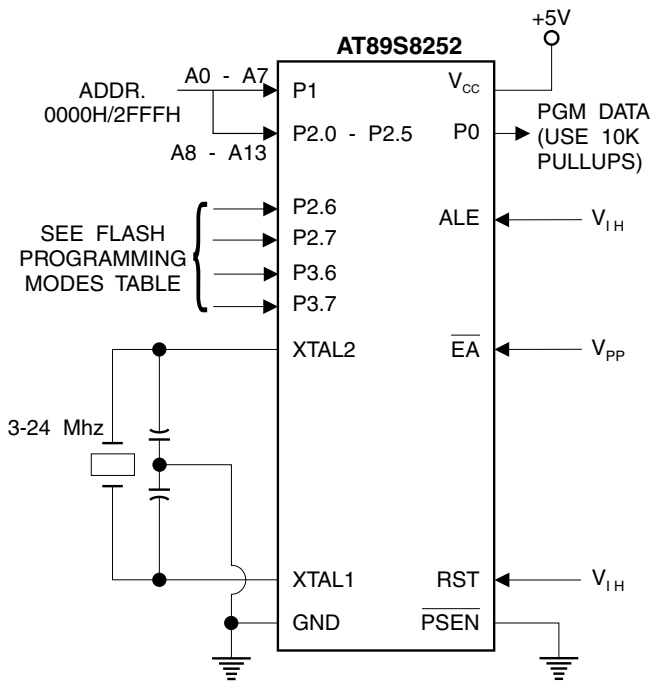 +5V
AT89S8252
A0 - A7
ADDR.
0000H/2FFFH
A8 - A13
P1
P2.0 - P2.5
VCC
P0
PGM DATA
(USE 10K
PULLUPS)
SEE FLASH
PROGRAMMING
MODES TABLE
P2.6
P2.7
P3.6
P3.7
ALE
VIH
XTAL2
EA
VPP
3-24 Mhz
XTAL1
RST
VIH
GND
PSEN